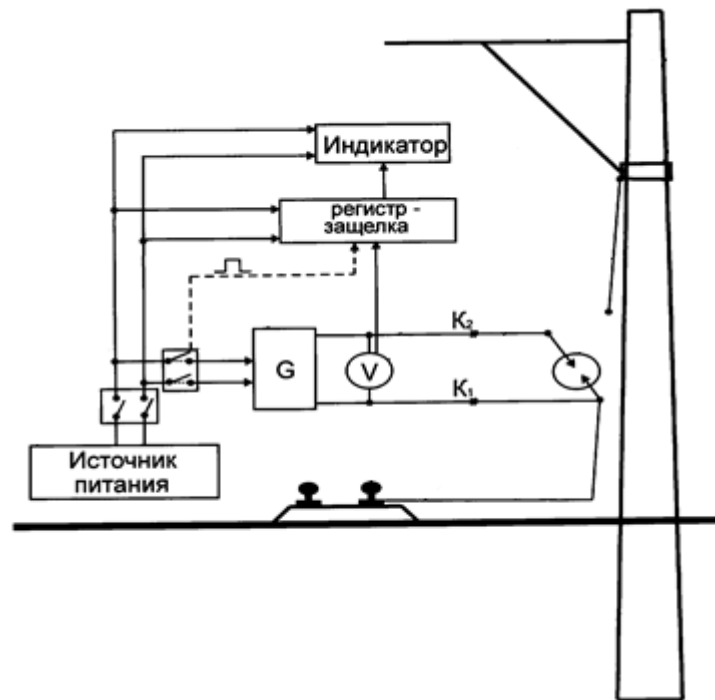 Индикатор
регистр -
защелка
K₂
G
V
K₁
Источник
питания